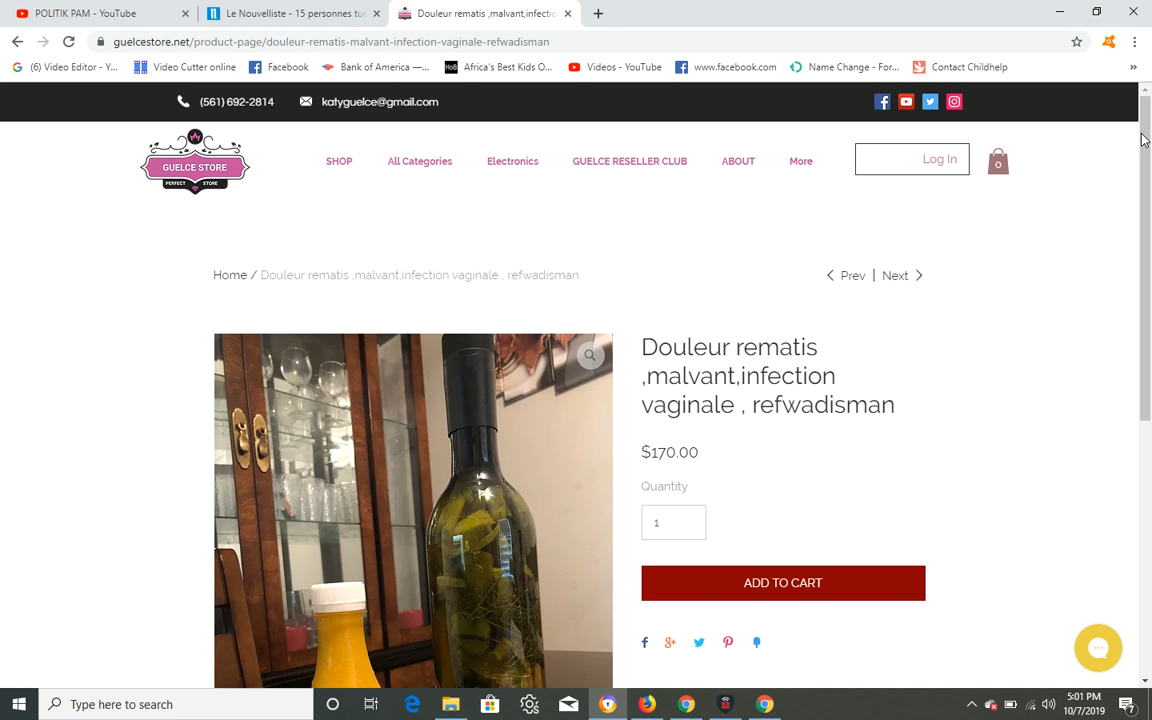 POLITIK PAM - YouTube
Le Nouvelliste - 15 personnes tu
Douleur rematis ,malvant,infectio
guelcestore.net/product-page/douleur-rematis-malvant-infection-vaginale-refwadisman
(6) Video Editor - Y...
Video Cutter online
Facebook
Bank of America —...
HoB
Africa's Best Kids O...
Videos - YouTube
www.facebook.com
Name Change - For...
Contact Childhelp
»
(561) 692-2814
katyguelce@gmail.com
GUELCE STORE
PERFECT STORE
SHOP
All Categories
Electronics
GUELCE RESELLER CLUB
ABOUT
More
Log In
0
Home / Douleur rematis ,malvant,infection vaginale , refwadisman
Prev | Next
Douleur rematis
,malvant,infection
vaginale , refwadisman
$170.00
Quantity
1
ADD TO CART
Type here to search
5:01 PM
10/7/2019
7